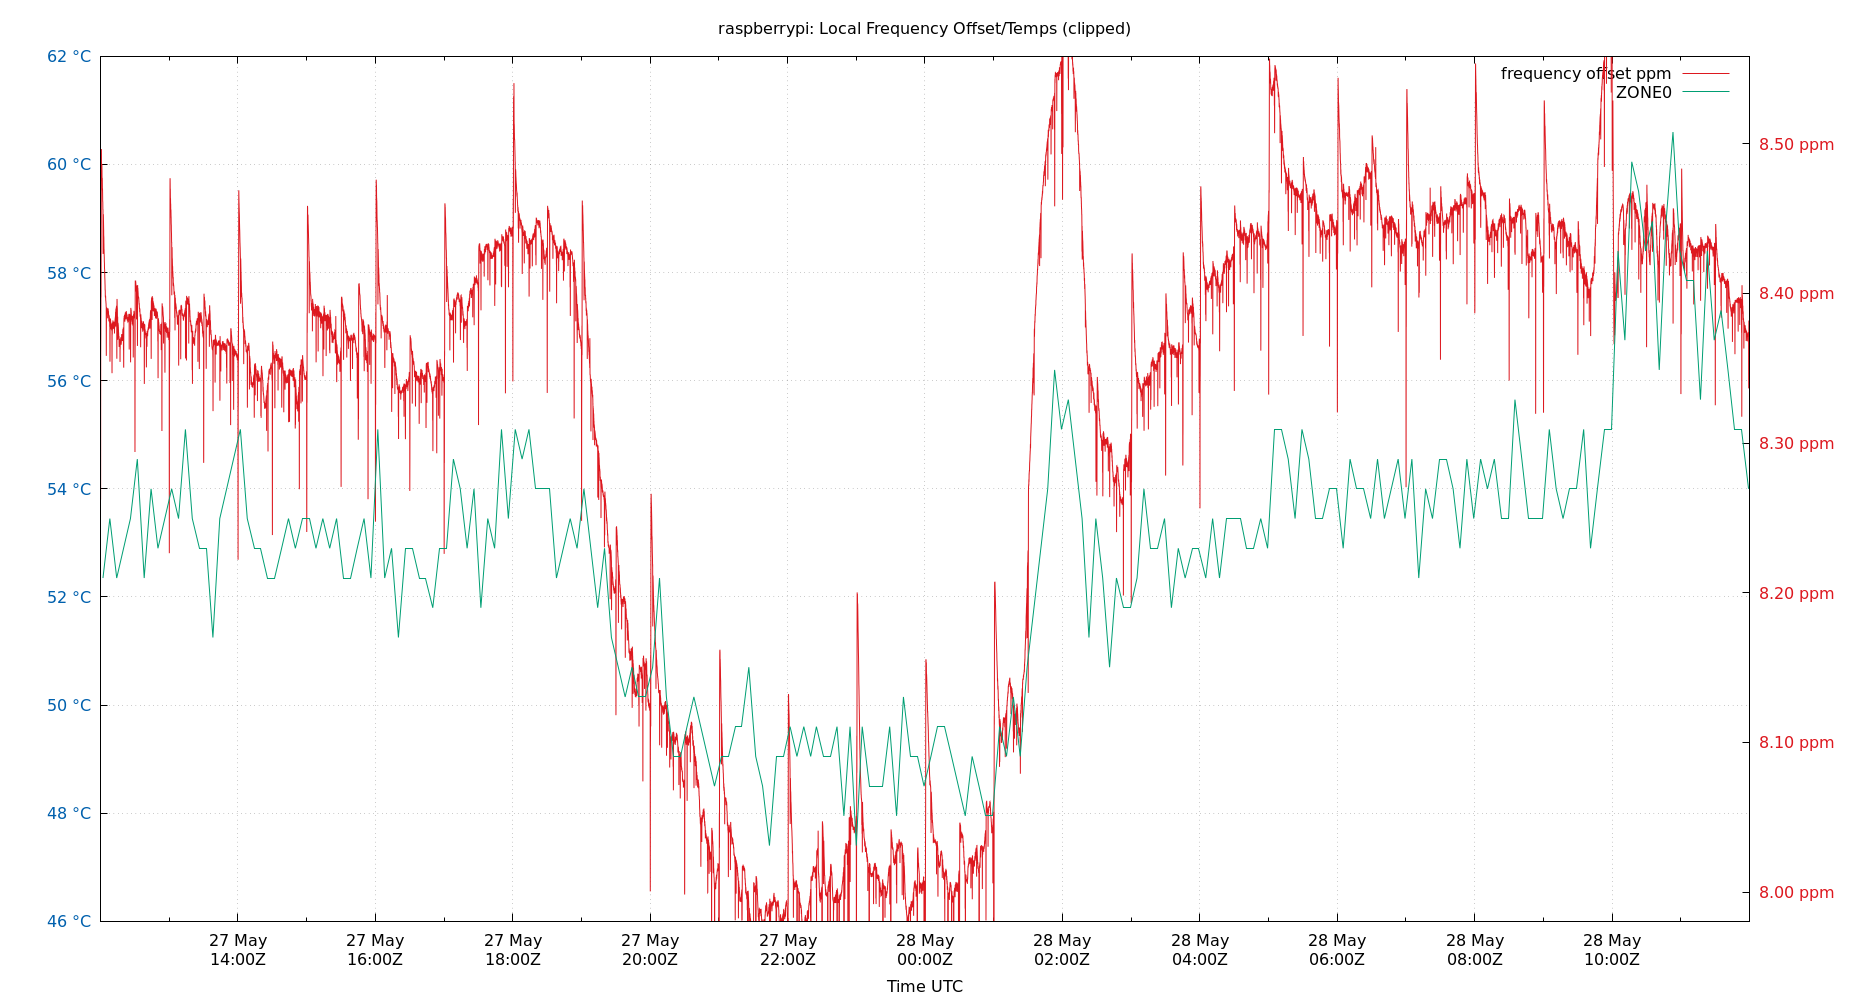 raspberrypi: Local Frequency Offset/Temps (clipped)
62 °C
60 °C
58 °C
56 °C
54 °C
52 °C
50 °C
48 °C
46 °C
frequency offset ppm
ZONE0
8.50 ppm
8.40 ppm
8.30 ppm
8.20 ppm
8.10 ppm
8.00 ppm
27 May
14:00Z
27 May
16:00Z
27 May
18:00Z
27 May
20:00Z
27 May
22:00Z
28 May
00:00Z
28 May
02:00Z
28 May
04:00Z
28 May
06:00Z
28 May
08:00Z
28 May
10:00Z
Time UTC